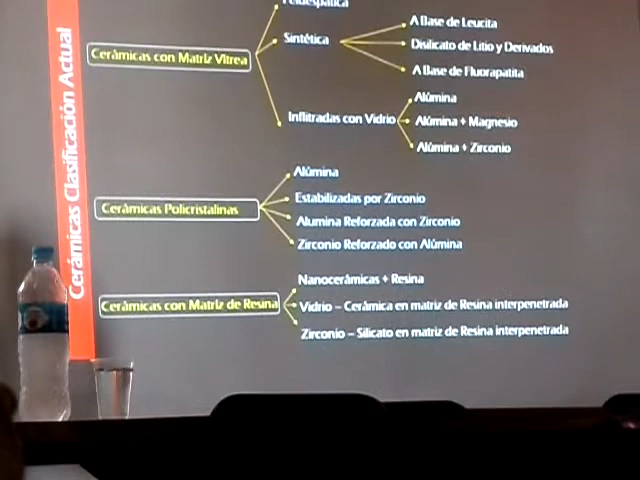 Cerámicas Clasificación Actual
Feldespática
Cerámicas con Matriz Vitrea
Sintética
A Base de Leucita
Disilicato de Litio y Derivados
A Base de Fluorapatita
Infiltradas con Vidrio
Alúmina
Alúmina + Magnesio
Alúmina + Zirconio
Cerámicas Policristalinas
Alúmina
Estabilizadas por Zirconio
Alumina Reforzada con Zirconio
Zirconio Reforzado con Alúmina
Cerámicas con Matriz de Resina
Nanocerámicas + Resina
Vidrio – Cerámica en matriz de Resina interpenetrada
Zirconio – Silicato en matriz de Resina interpenetrada